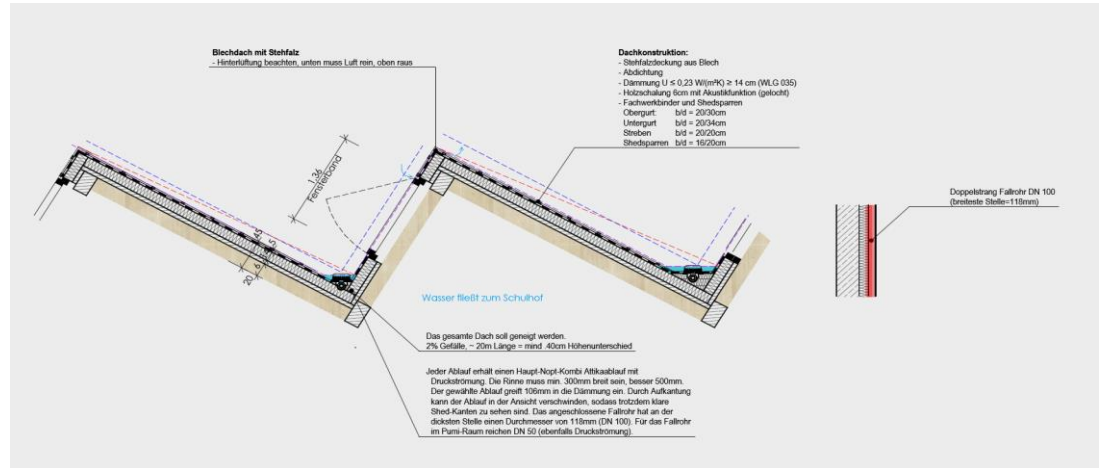 Blechdach mit Stehfalz
- Hinterlüftung beachten, unten muss Luft rein, oben raus
Dachkonstruktion:
- Stehfalzdeckung aus Blech
- Abdichtung
- Dämmung U ≤ 0,23 W/(m²K) ≥ 14 cm (WLG 035)
- Holzschalung 6cm mit Akustikfunktion (gelocht)
- Fachwerkbinder und Shedsparren
Obergurt: b/d = 20/30cm
Untergurt b/d = 20/34cm
Streben b/d = 20/20cm
Shedsparren b/d = 16/20cm
1,36
Fensterband
Doppelstrang Fallrohr DN 100
(breiteste Stelle=118mm)
20
6
Wasser fließt zum Schulhof
Das gesamte Dach soll geneigt werden.
2% Gefälle, ~ 20m Länge = mind .40cm Höhenunterschied
Jeder Ablauf erhält einen Haupt-Nopt-Kombi Attikaablauf mit
Druckströmung. Die Rinne muss min. 300mm breit sein, besser 500mm.
Der gewählte Ablauf greift 106mm in die Dämmung ein. Durch Aufkantung
kann der Ablauf in der Ansicht verschwinden, sodass trotzdem klare
Shed-Kanten zu sehen sind. Das angeschlossene Fallrohr hat an der
dicksten Stelle einen Durchmesser von 118mm (DN 100). Für das Fallrohr
im Pumi-Raum reichen DN 50 (ebenfalls Druckströmung).